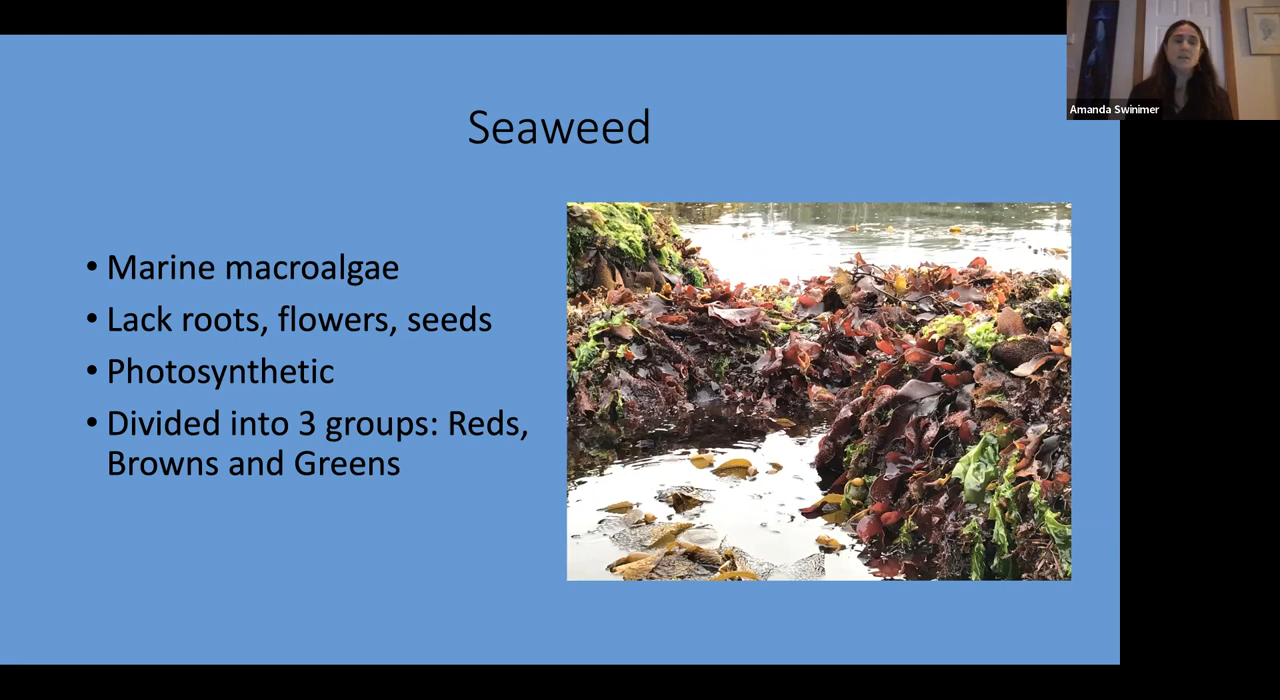 Amanda Swinimer
Seaweed
• Marine macroalgae
• Lack roots, flowers, seeds
• Photosynthetic
• Divided into 3 groups: Reds,
Browns and Greens